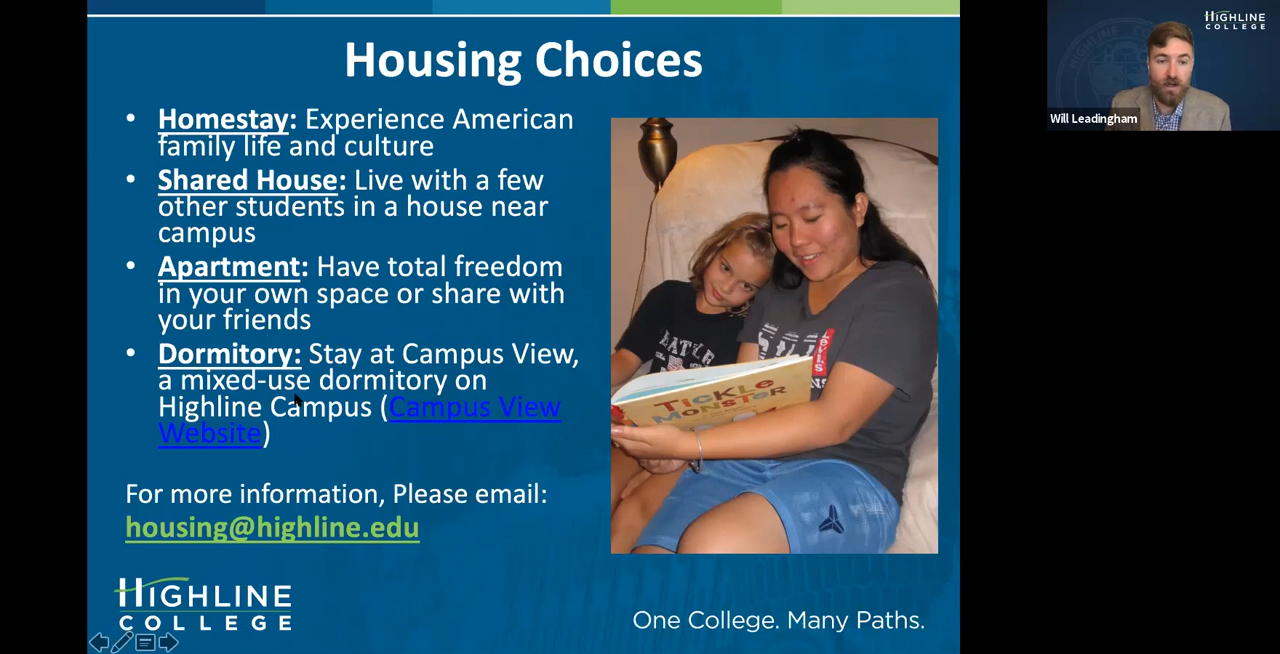 Housing Choices
• Homestay: Experience American
family life and culture
• Shared House: Live with a few
other students in a house near
campus
• Apartment: Have total freedom
in your own space or share with
your friends
• Dormitory: Stay at Campus View,
a mixed-use dormitory on
Highline Campus (Campus View
Website)
For more information, Please email:
housing@highline.edu
HIGHLINE
COLLEGE
TICKLE
MONSTER
Levi's
One College. Many Paths.
HIGHLINE
COLLEGE
Will Leadingham